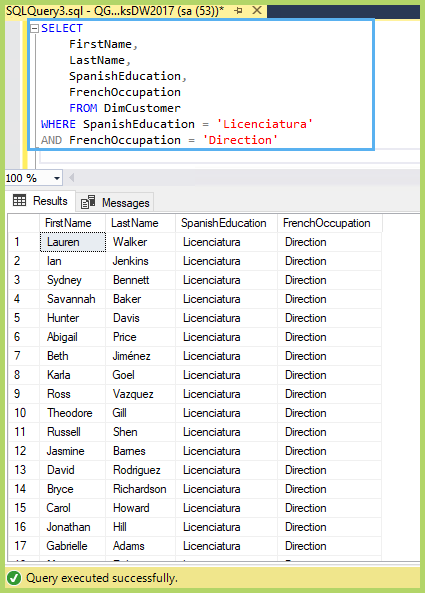 SQLQuery3.sql - QG...ksDW2017 (sa (53))*
SELECT
FirstName,
LastName,
SpanishEducation,
FrenchOccupation
FROM DimCustomer
WHERE SpanishEducation = 'Licenciatura'
AND FrenchOccupation = 'Direction'
100 %
Results Messages
FirstName LastName SpanishEducation FrenchOccupation
1 Lauren Walker Licenciatura Direction
2 Ian Jenkins Licenciatura Direction
3 Sydney Bennett Licenciatura Direction
4 Savannah Baker Licenciatura Direction
5 Hunter Davis Licenciatura Direction
6 Abigail Price Licenciatura Direction
7 Beth Jiménez Licenciatura Direction
8 Karla Goel Licenciatura Direction
9 Ross Vazquez Licenciatura Direction
10 Theodore Gill Licenciatura Direction
11 Russell Shen Licenciatura Direction
12 Jasmine Barnes Licenciatura Direction
13 David Rodriguez Licenciatura Direction
14 Bryce Richardson Licenciatura Direction
15 Carol Howard Licenciatura Direction
16 Jonathan Hill Licenciatura Direction
17 Gabrielle Adams Licenciatura Direction
Query executed successfully.